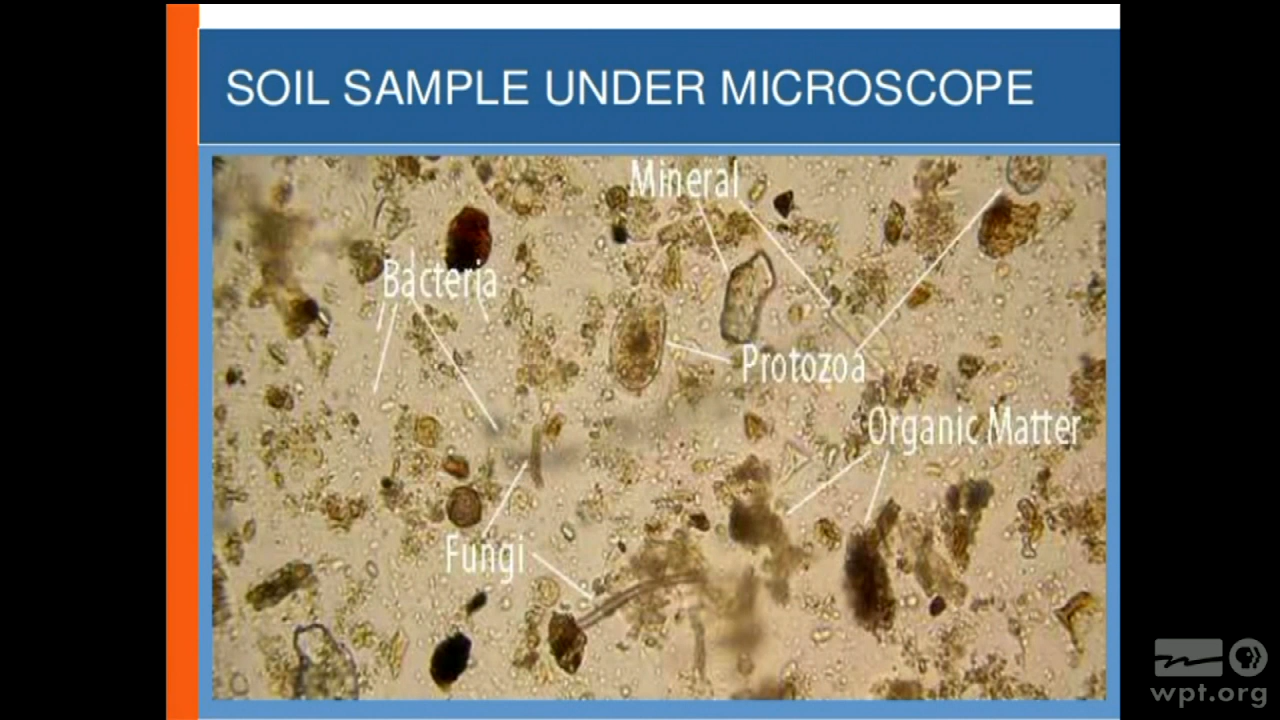 SOIL SAMPLE UNDER MICROSCOPE
Mineral
Bacteria
Protozoa
Organic Matter
Fungi
wpt.org